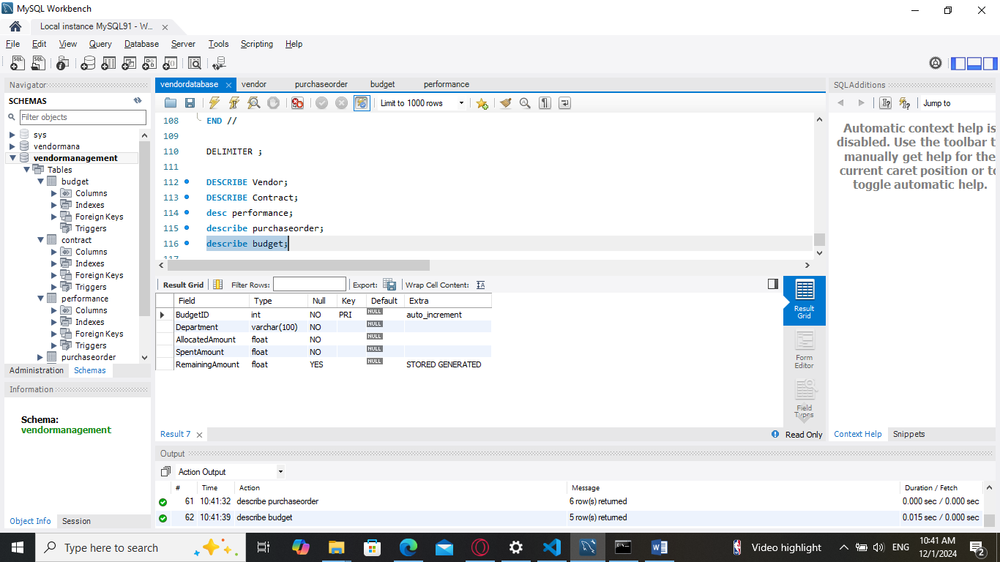 MySQL Workbench
Local instance MySQL91 - W...
File Edit View Query Database Server Tools Scripting Help
Navigator
SCHEMAS
Filter objects
sys
vendormana
vendormanagement
Tables
budget
Columns
Indexes
Foreign Keys
Triggers
contract
Columns
Indexes
Foreign Keys
Triggers
performance
Columns
Indexes
Foreign Keys
Triggers
purchaseorder
Administration Schemas
Information
Schema:
vendormanagement
Object Info Session
vendordatabase vendor purchaseorder budget performance
Limit to 1000 rows
108 END //
109
110 DELIMITER ;
111
112 DESCRIBE Vendor;
113 DESCRIBE Contract;
114 desc performance;
115 describe purchaseorder;
116 describe budget;
117
Result Grid Filter Rows: Export: Wrap Cell Content:
Field Type Null Key Default Extra
BudgetID int NO PRI NULL auto_increment
Department varchar(100) NO NULL
AllocatedAmount float NO NULL
SpentAmount float NO NULL
RemainingAmount float YES NULL STORED GENERATED
Result
Grid
Form
Editor
Field
Types
Result 7
Read Only
SQLAdditions
Jump to
Automatic context help is
disabled. Use the toolbar t
manually get help for the
current caret position or to
toggle automatic help.
Context Help Snippets
Output
Action Output
# Time Action Message Duration / Fetch
61 10:41:32 describe purchaseorder 6 row(s) returned 0.000 sec / 0.000 sec
62 10:41:39 describe budget 5 row(s) returned 0.015 sec / 0.000 sec
Type here to search
Video highlight
ENG
10:41 AM
12/1/2024
2